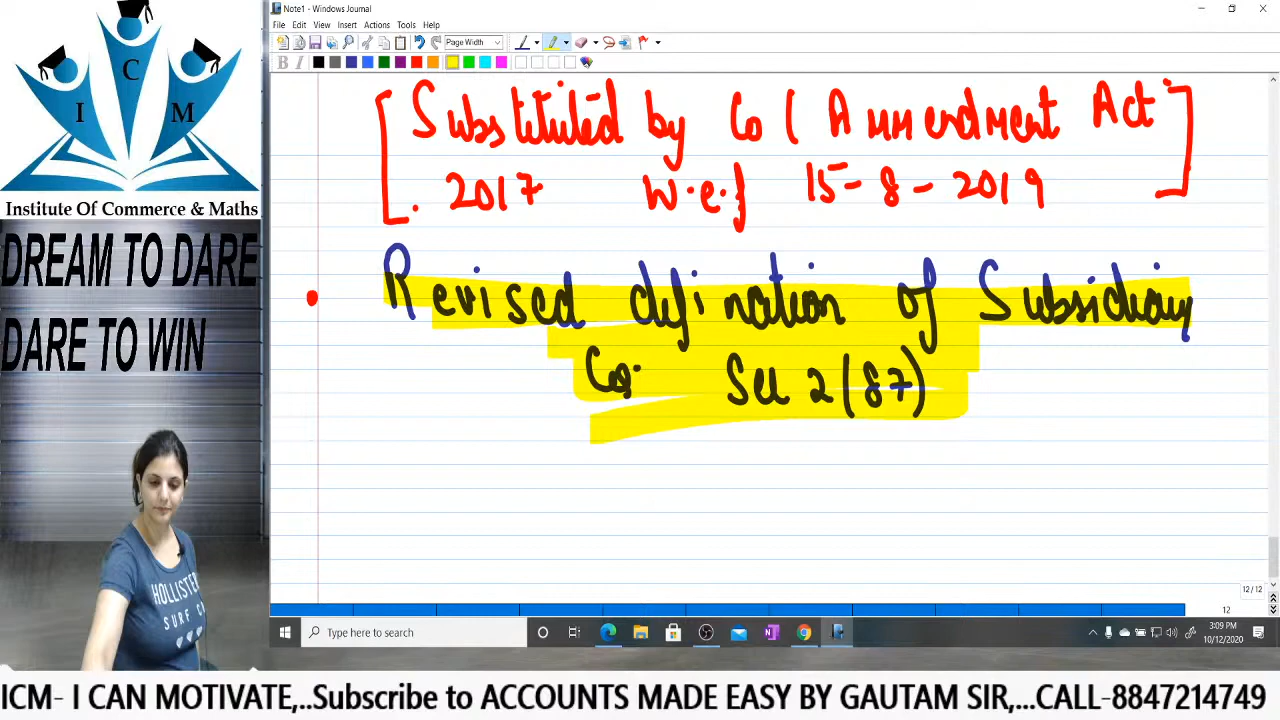 Note1 - Windows Journal
File Edit View Insert Actions Tools Help
Page Width
B I
C
I M
Institute Of Commerce & Maths
DREAM TO DARE
DARE TO WIN
HOLLISTER
SURF CO
[Substituted by Co ( Ammendment Act]
2017 w.e.f 15-8-2019
Revised defination of Subsidiary
Co. Sec 2(87)
12/12
12
Type here to search
3:09 PM
10/12/2020
ICM- I CAN MOTIVATE,..Subscribe to ACCOUNTS MADE EASY BY GAUTAM SIR,...CALL-8847214749